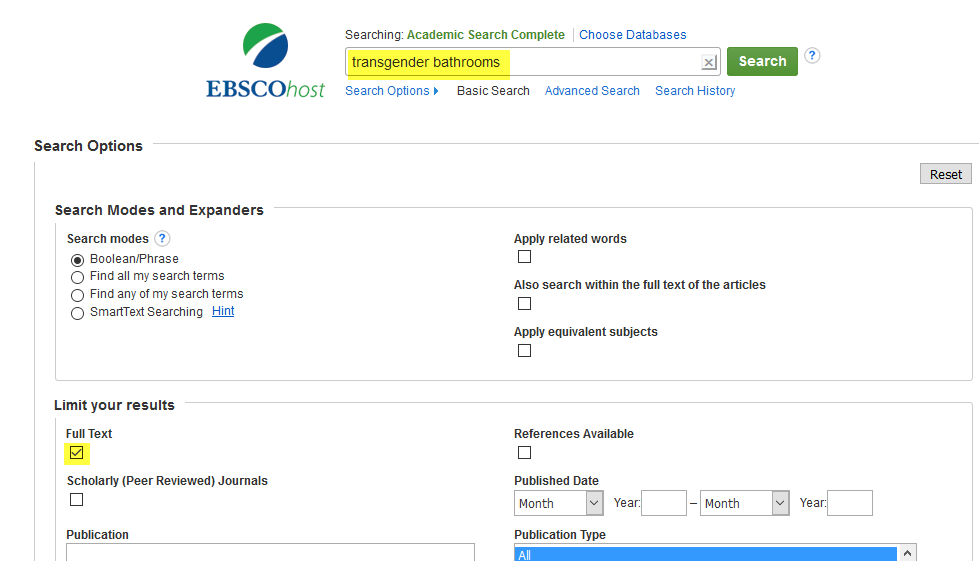 Searching: Academic Search Complete | Choose Databases
transgender bathrooms
Search ?
EBSCOhost
Search Options Basic Search Advanced Search Search History
Search Options
Reset
Search Modes and Expanders
Search modes ?
Boolean/Phrase
Find all my search terms
Find any of my search terms
SmartText Searching Hint
Apply related words
Also search within the full text of the articles
Apply equivalent subjects
Limit your results
Full Text
References Available
Scholarly (Peer Reviewed) Journals
Published Date
Month Year: – Month Year:
Publication
Publication Type
All